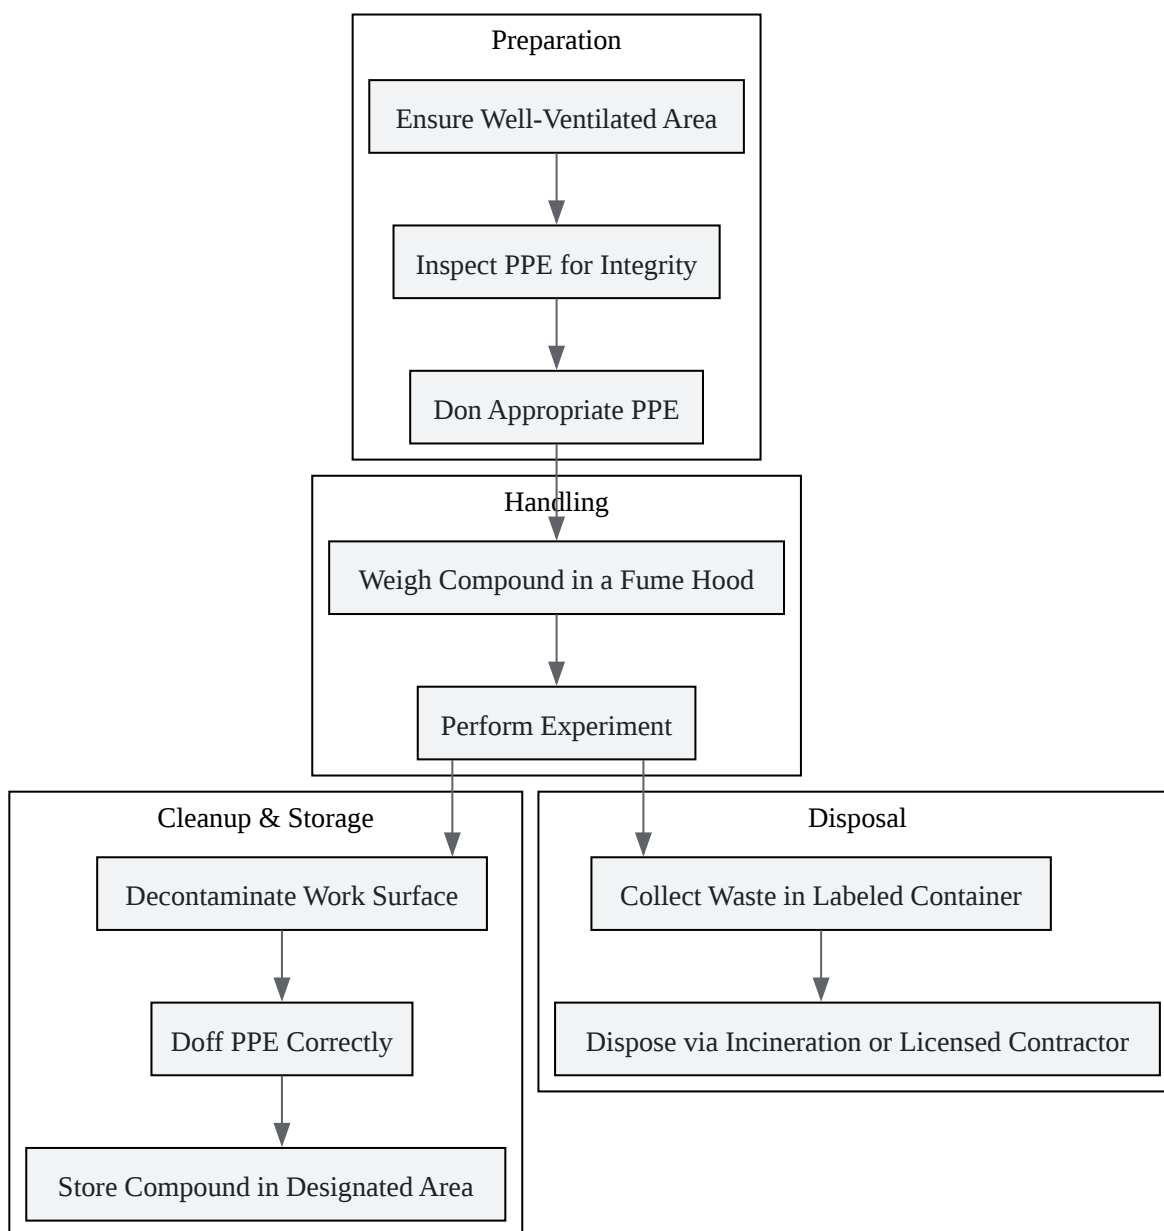 Preparation
Ensure Well-Ventilated Area
Inspect PPE for Integrity
Don Appropriate PPE
Handling
Weigh Compound in a Fume Hood
Perform Experiment
Cleanup & Storage
Decontaminate Work Surface
Doff PPE Correctly
Store Compound in Designated Area
Disposal
Collect Waste in Labeled Container
Dispose via Incineration or Licensed Contractor